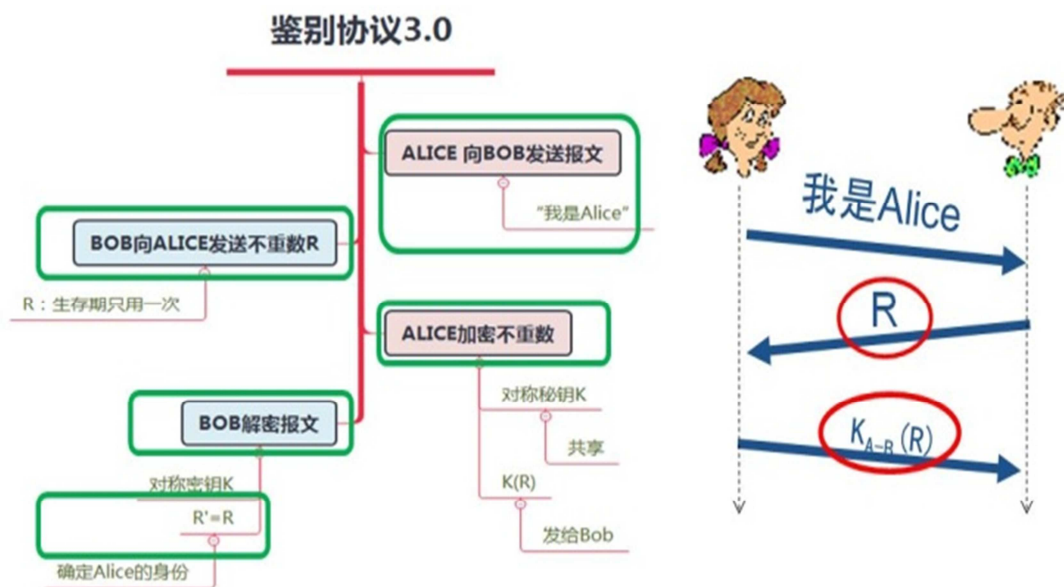 鉴别协议3.0
ALICE 向BOB发送报文
“我是Alice”
BOB向ALICE发送不重数R
R：生存期只用一次
ALICE加密不重数
对称秘钥K
共享
K(R)
发给Bob
BOB解密报文
对称密钥K
R'=R
确定Alice的身份
我是Alice
R
K A-B (R)